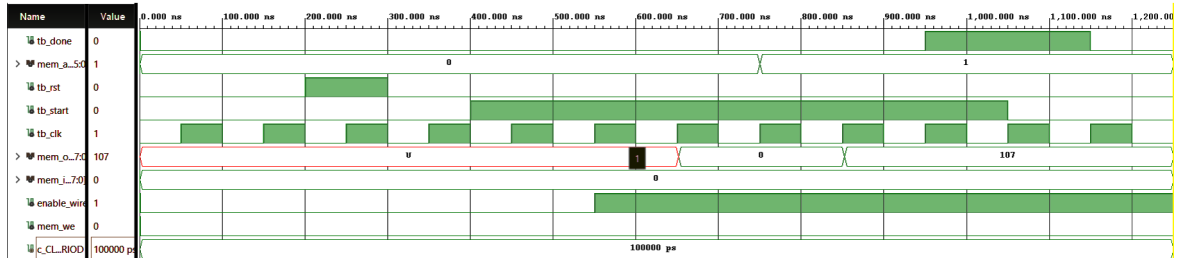 Name Value 0.000 ns 100.000 ns 200.000 ns 300.000 ns 400.000 ns 500.000 ns 600.000 ns 700.000 ns 800.000 ns 900.000 ns 1,000.000 ns 1,100.000 ns 1,200.00
tb_done 0
mem_a...5:0 1 0 1
tb_rst 0
tb_start 0
tb_clk 1
mem_o...7:0 107 U 1 0 107
mem_i...7:0] 0 0
enable_wire 1
mem_we 0
c_CL...RIOD 100000 ps 100000 ps